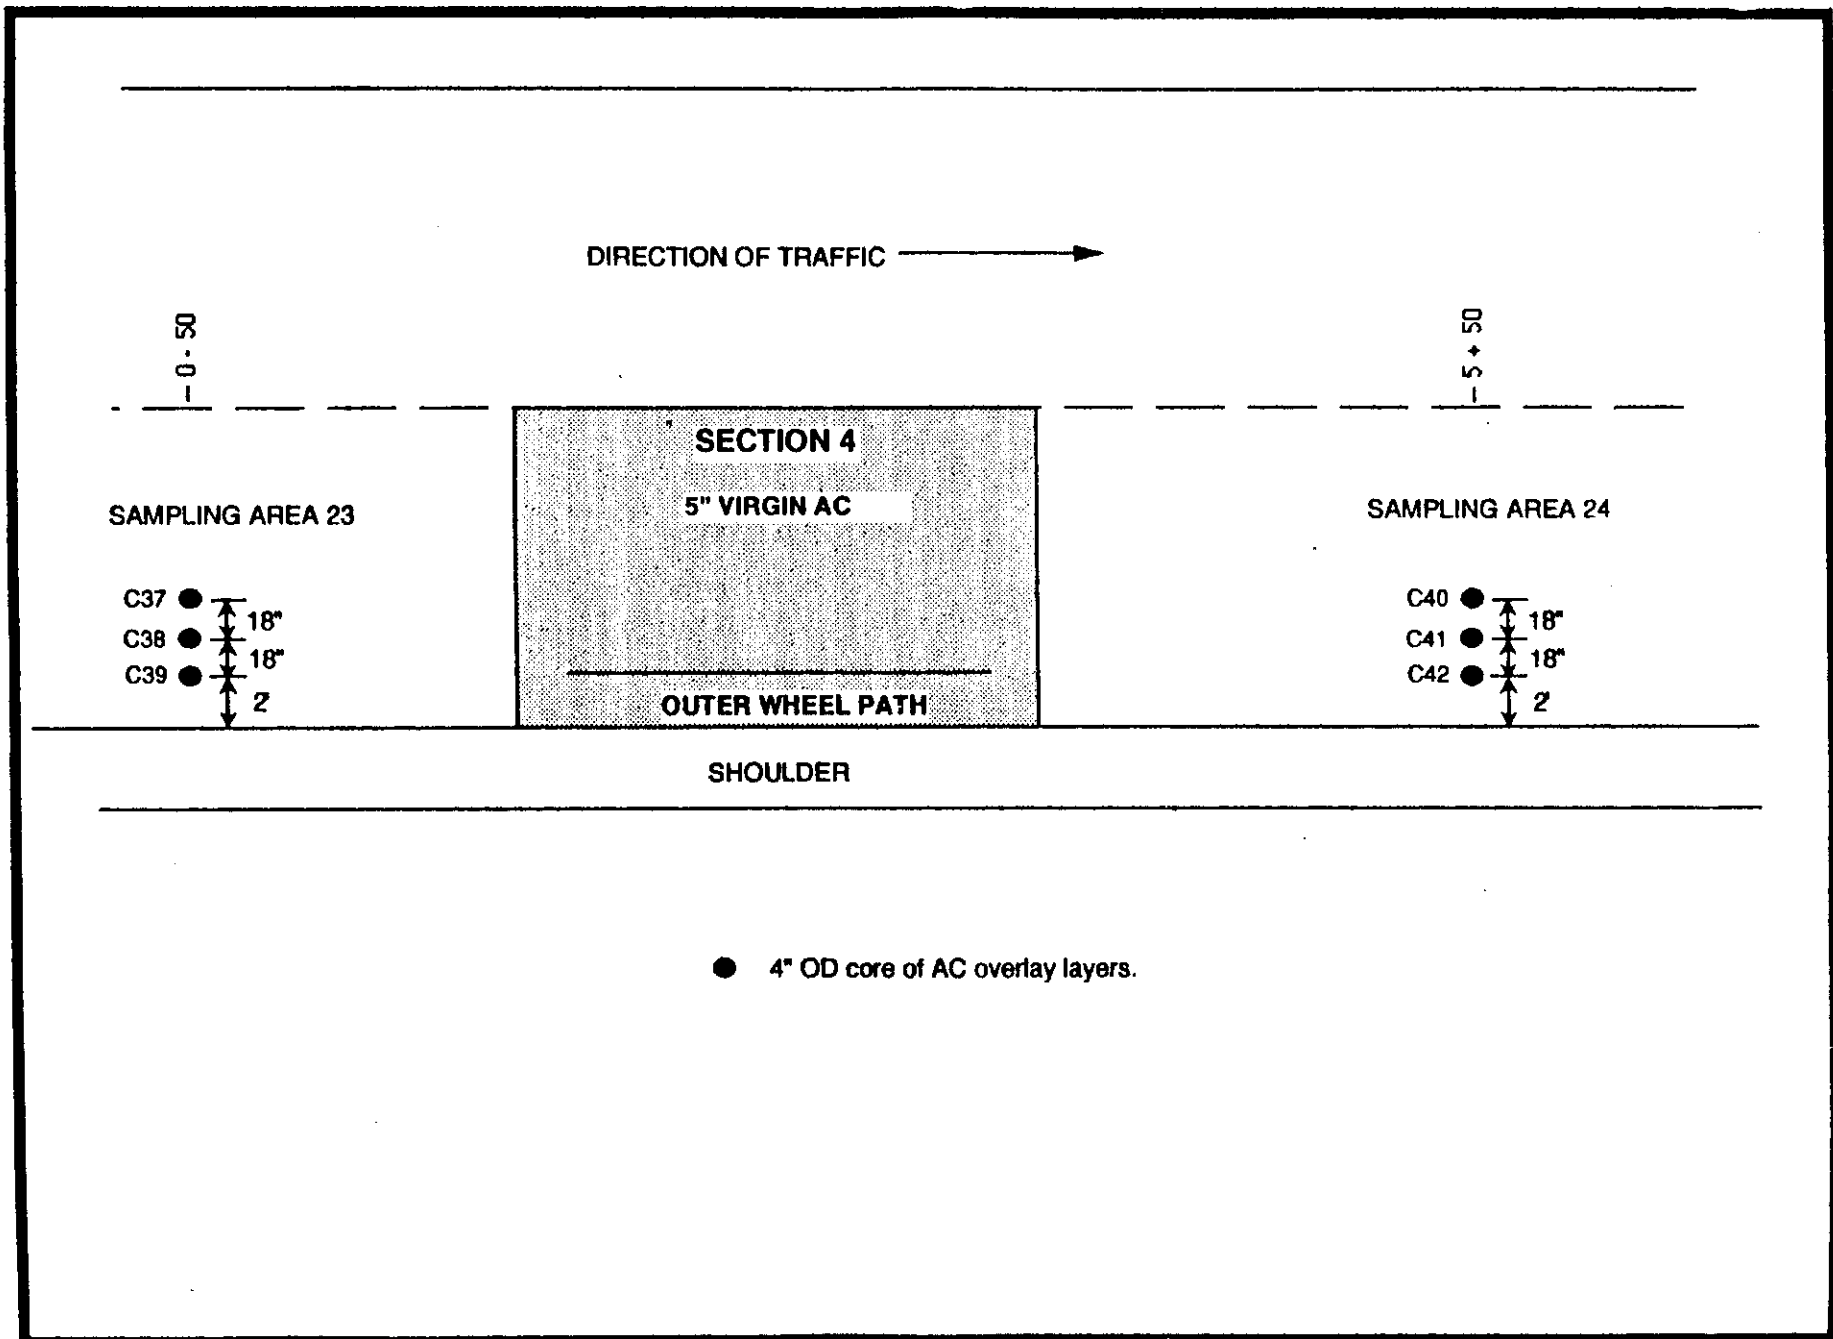 DIRECTION OF TRAFFIC
0 - 50
5 + 50
SECTION 4
5" VIRGIN AC
SAMPLING AREA 23
SAMPLING AREA 24
C37
18"
C38
18"
C39
2'
C40
18"
C41
18"
C42
2'
OUTER WHEEL PATH
SHOULDER
4" OD core of AC overlay layers.